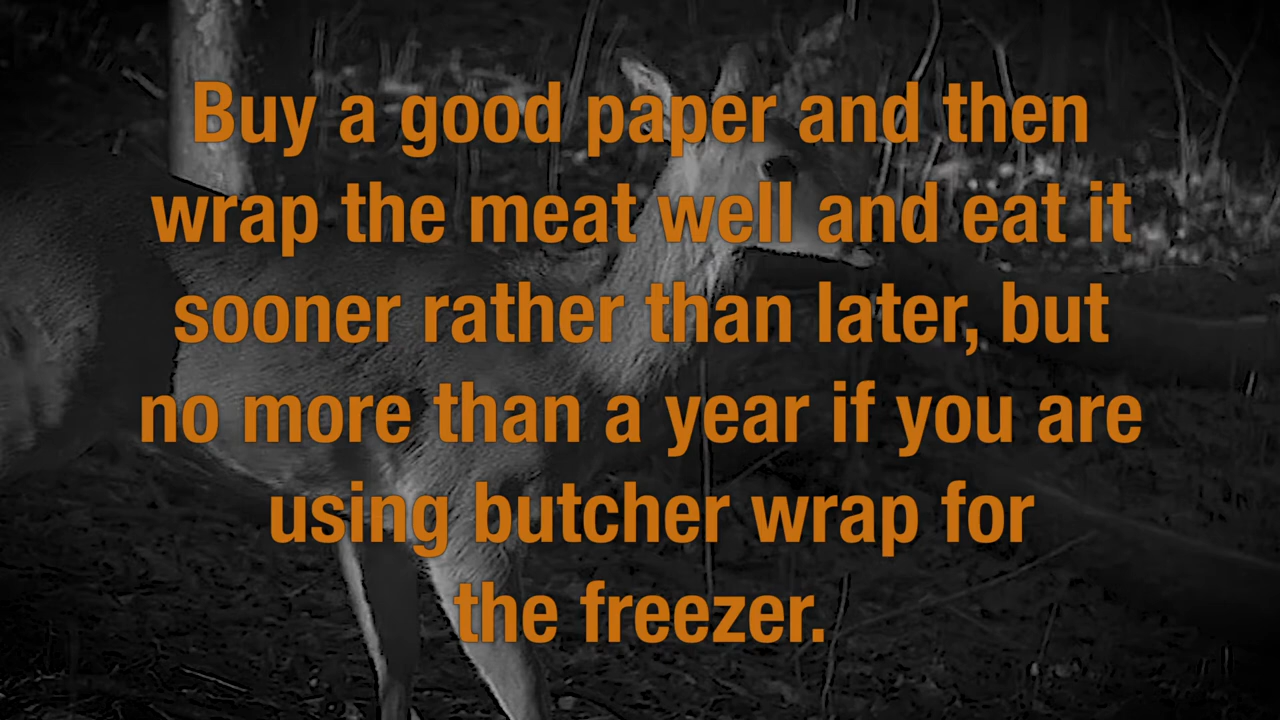 Buy a good paper and then
wrap the meat well and eat it
sooner rather than later, but
no more than a year if you are
using butcher wrap for
the freezer.